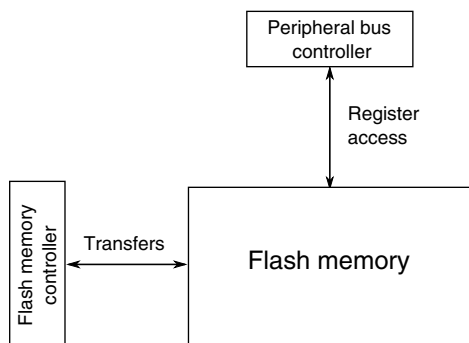 Peripheral bus
controller
Register
access
Flash memory
controller
Transfers
Flash memory